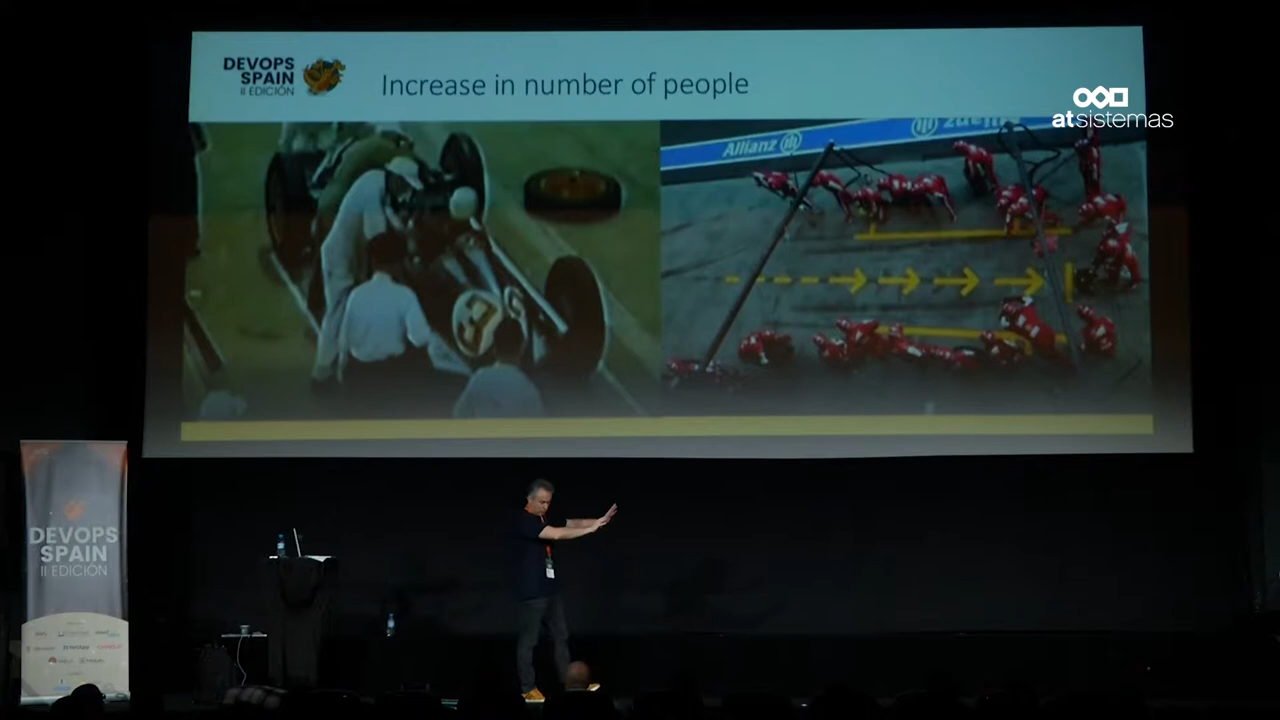 DEVOPS
SPAIN
II EDICIÓN
Increase in number of people
atsistemas
Allianz
DEVOPS
SPAIN
II EDICIÓN